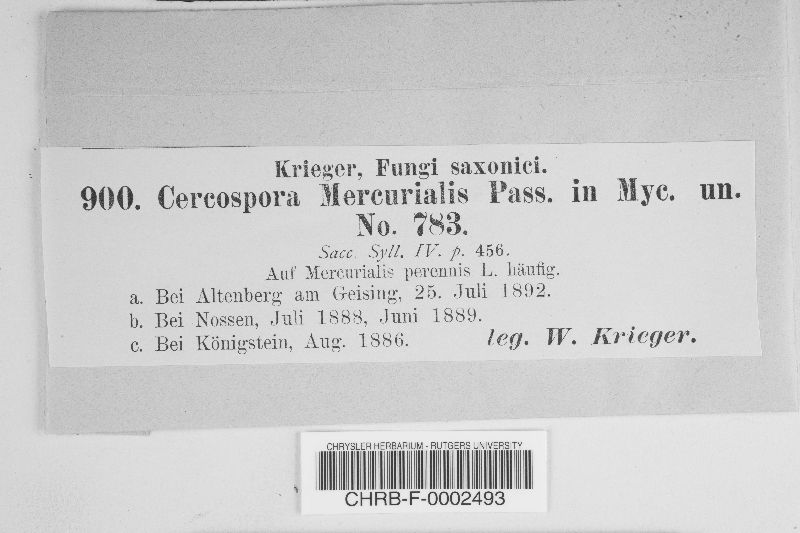 Krieger, Fungi saxonici.
900. Cercospora Mercurialis Pass. in Myc. un.
No. 783.
Sacc. Syll. IV. p. 456.
Auf Mercurialis perennis L. häufig.
a. Bei Altenberg am Geising, 25. Juli 1892.
b. Bei Nossen, Juli 1888, Juni 1889.
c. Bei Königstein, Aug. 1886. leg. W. Krieger.
CHRYSLER HERBARIUM - RUTGERS UNIVERSITY
CHRB-F-0002493